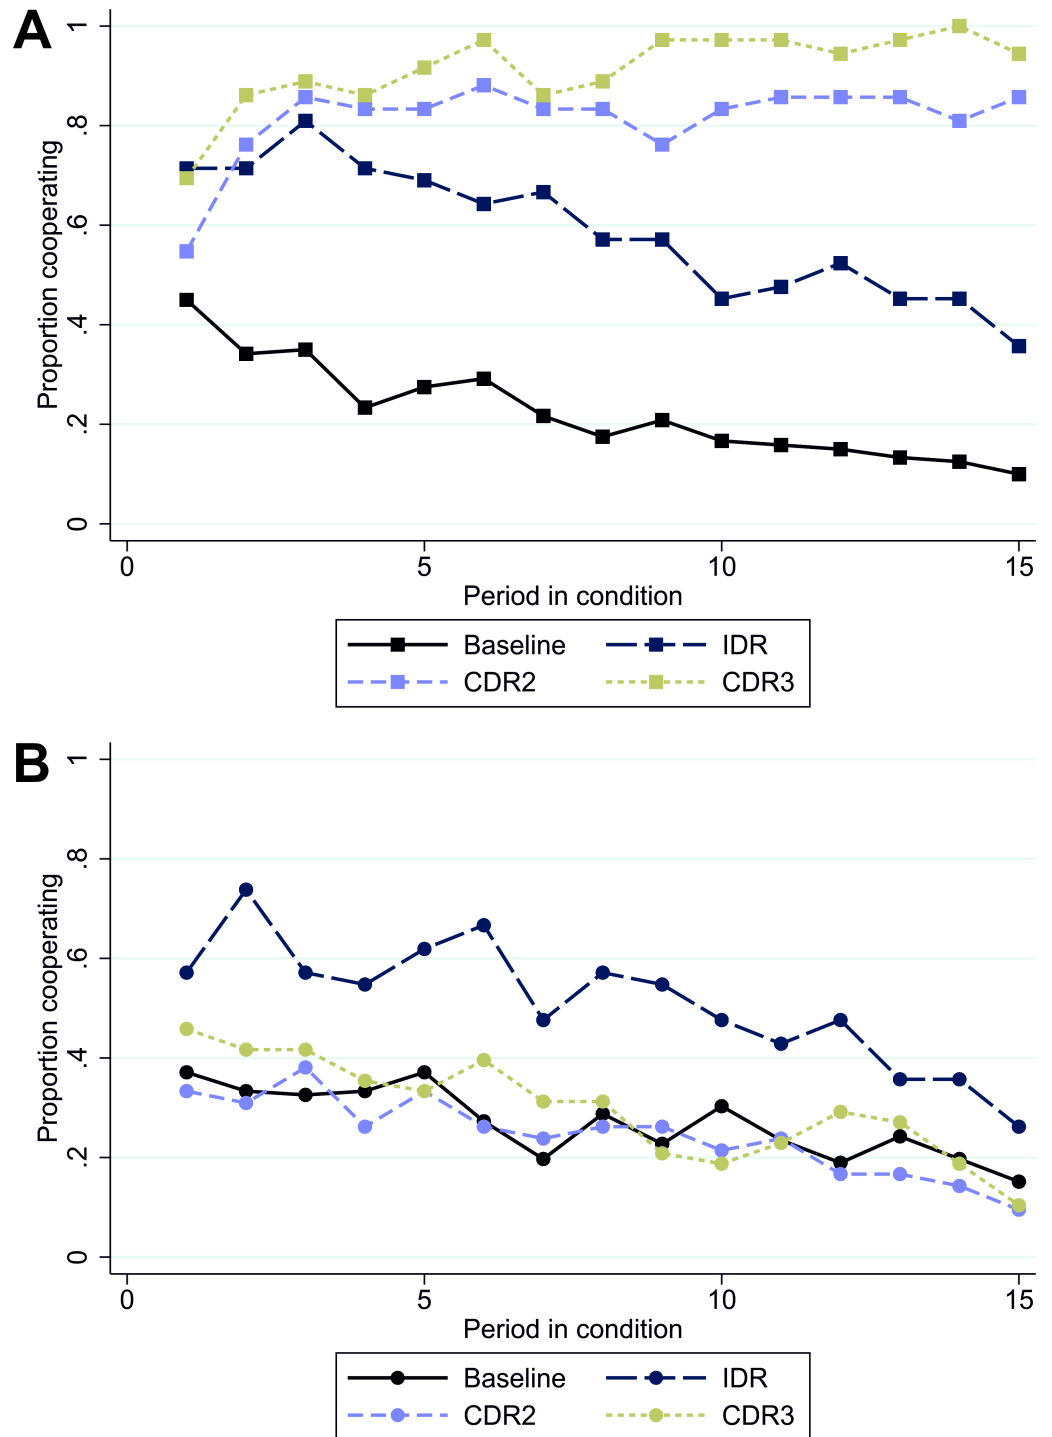 A
Proportion cooperating
1
.8
.6
.4
.2
0
0 5 10 15
Period in condition
Baseline IDR
CDR2 CDR3
B
Proportion cooperating
1
.8
.6
.4
.2
0
0 5 10 15
Period in condition
Baseline IDR
CDR2 CDR3